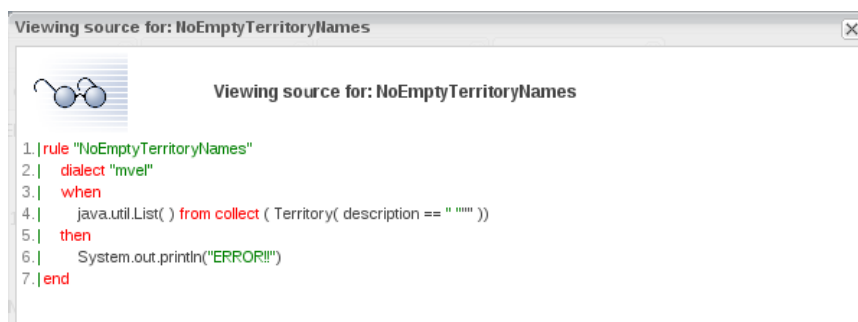 Viewing source for: NoEmptyTerritoryNames
Viewing source for: NoEmptyTerritoryNames
1.| rule "NoEmptyTerritoryNames"
2.| dialect "mvel"
3.| when
4.| java.util.List( ) from collect ( Territory( description == " """ ))
5.| then
6.| System.out.println("ERROR!!")
7.| end